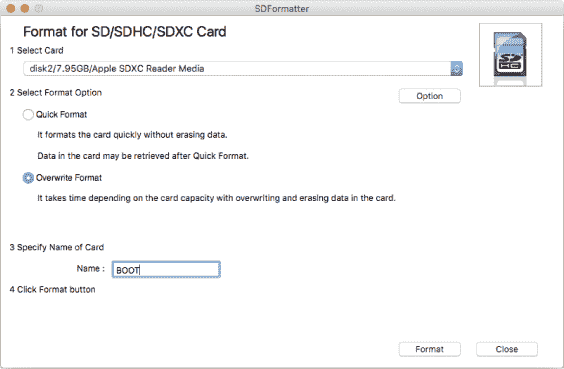 SDFormatter
Format for SD/SDHC/SDXC Card
1 Select Card
disk2/7.95GB/Apple SDXC Reader Media
2 Select Format Option
Option
Quick Format
It formats the card quickly without erasing data.
Data in the card may be retrieved after Quick Format.
Overwrite Format
It takes time depending on the card capacity with overwriting and erasing data in the card.
3 Specify Name of Card
Name : BOOT
4 Click Format button
Format Close